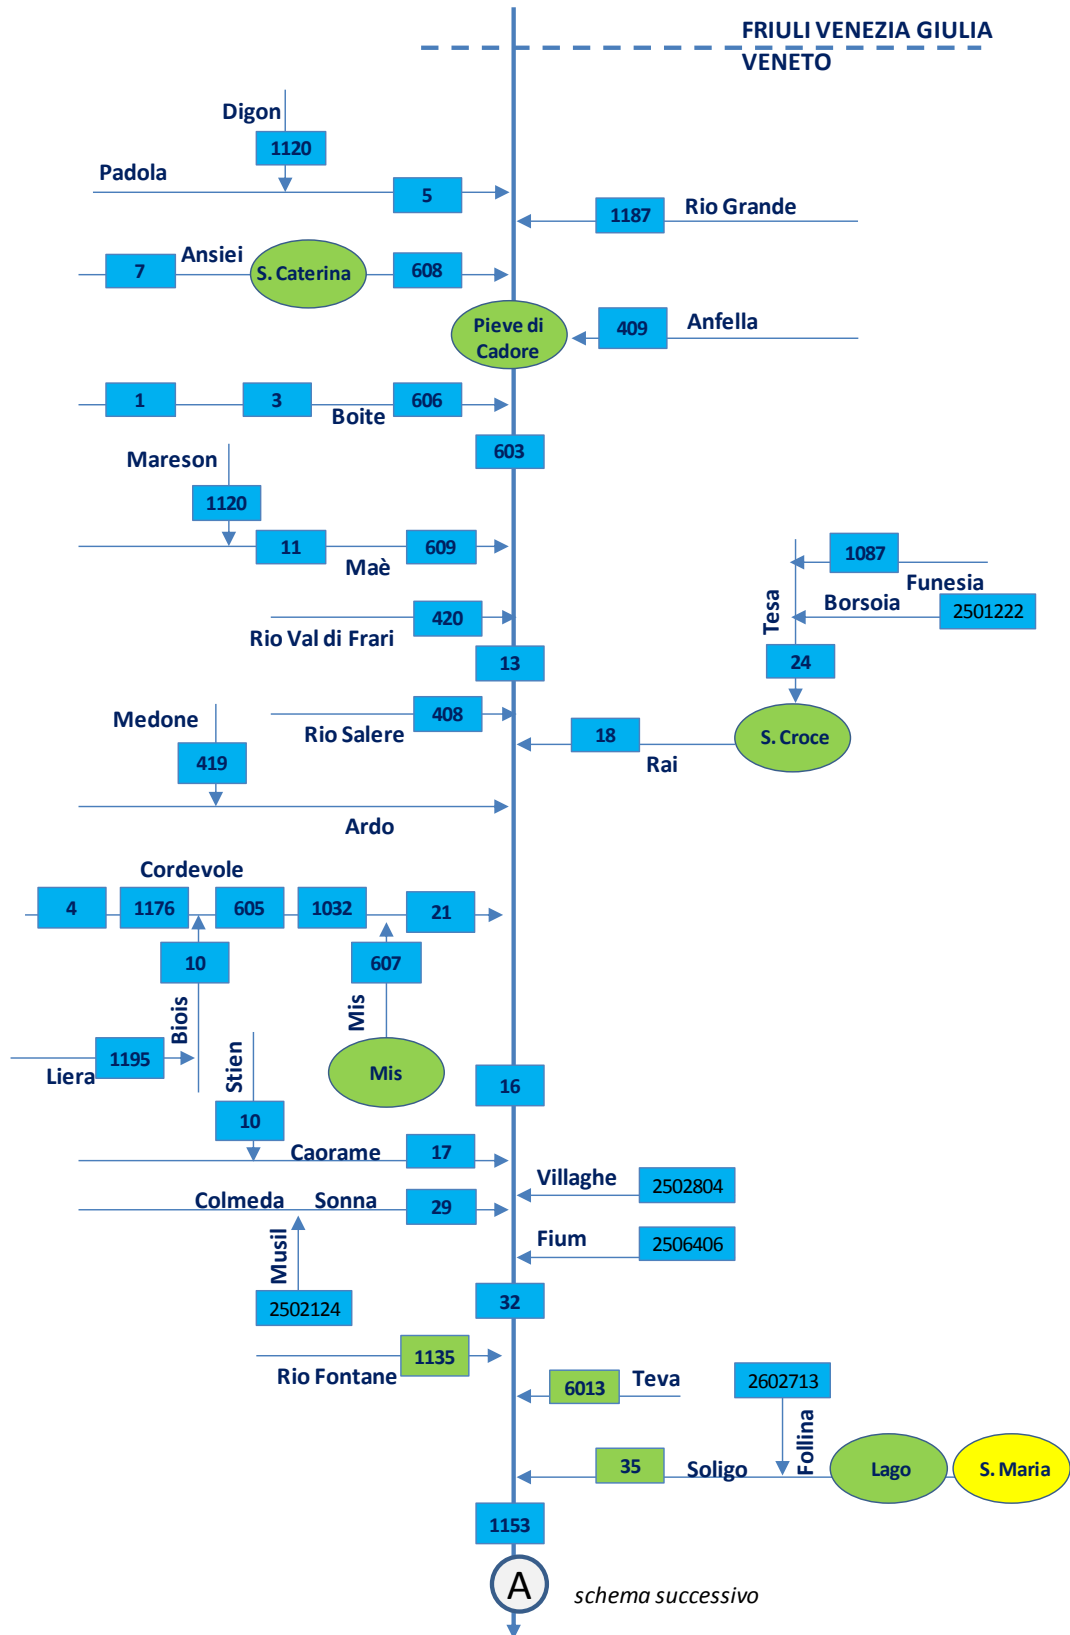 FRIULI VENEZIA GIULIA
VENETO
Digon
1120
Padola
5
1187
Rio Grande
Ansiei
7
S. Caterina
608
Pieve di
Cadore
409
Anfella
1
3
606
Boite
603
Mareson
1120
11
609
Maè
1087
Funesia
Tesa
Borsoia
2501222
420
Rio Val di Frari
13
24
Medone
408
Rio Salere
18
S. Croce
Rai
419
Ardo
Cordevole
4
1176
605
1032
21
10
607
Biois
Mis
Stien
1195
Liera
Mis
16
10
Caorame
17
Villaghe
2502804
Colmeda
Sonna
29
Fium
2506406
Musil
2502124
32
1135
Rio Fontane
6013
Teva
2602713
Follina
35
Soligo
Lago
S. Maria
1153
A
schema successivo